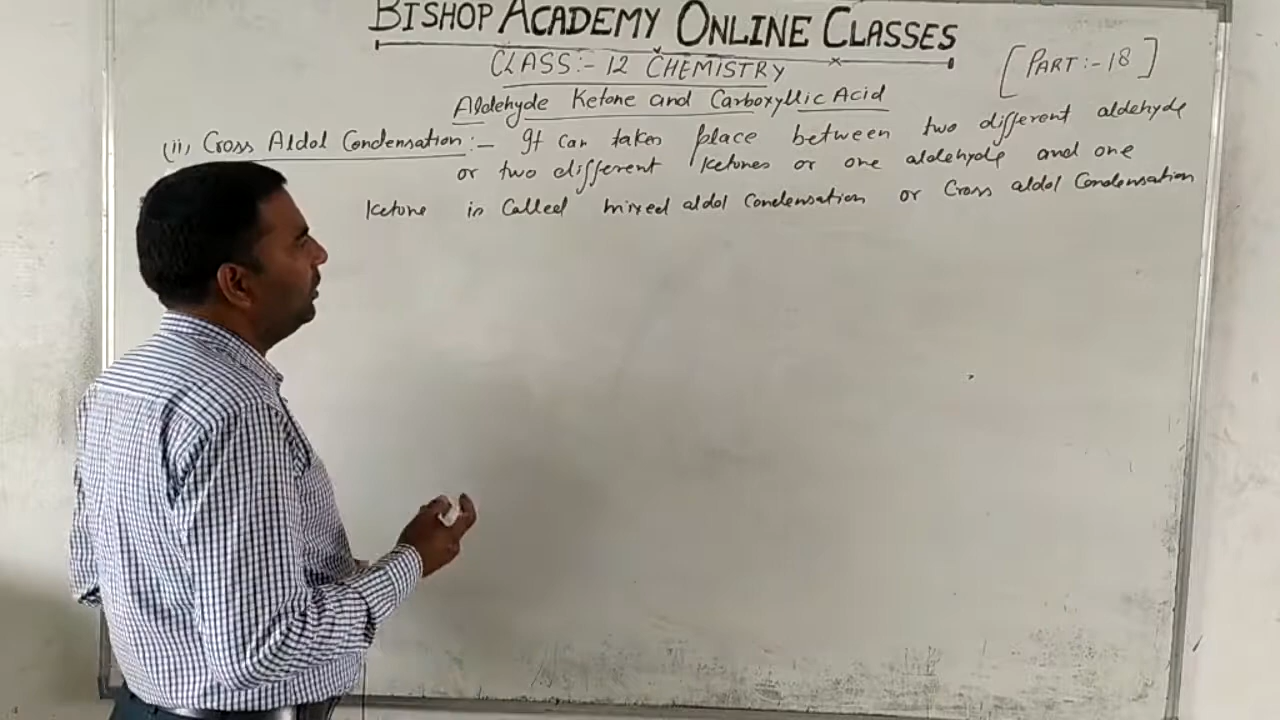 BISHOP ACADEMY ONLINE CLASSES
CLASS:- 12 CHEMISTRY
[PART:-18]
Aldehyde Ketone and Carboxyllic Acid
(ii) Cross Aldol Condensation:- It can taken place between two different aldehyde
or two different ketones or one aldehyde and one
ketone is called mixed aldol condensation or Cross aldol Condensation